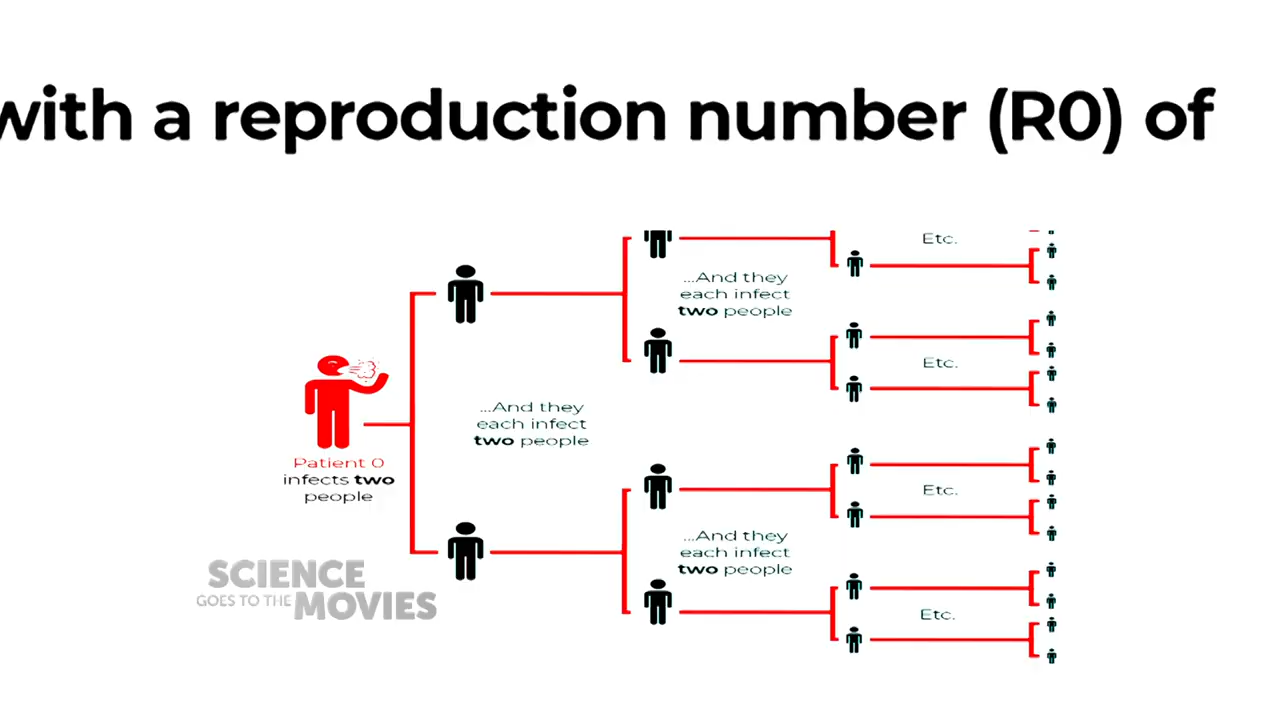 with a reproduction number (R0) of
Etc.
...And they
each infect
two people
Etc.
...And they
each infect
two people
Patient 0
infects two
people
Etc.
...And they
each infect
two people
Etc.
SCIENCE
GOES TO THE MOVIES